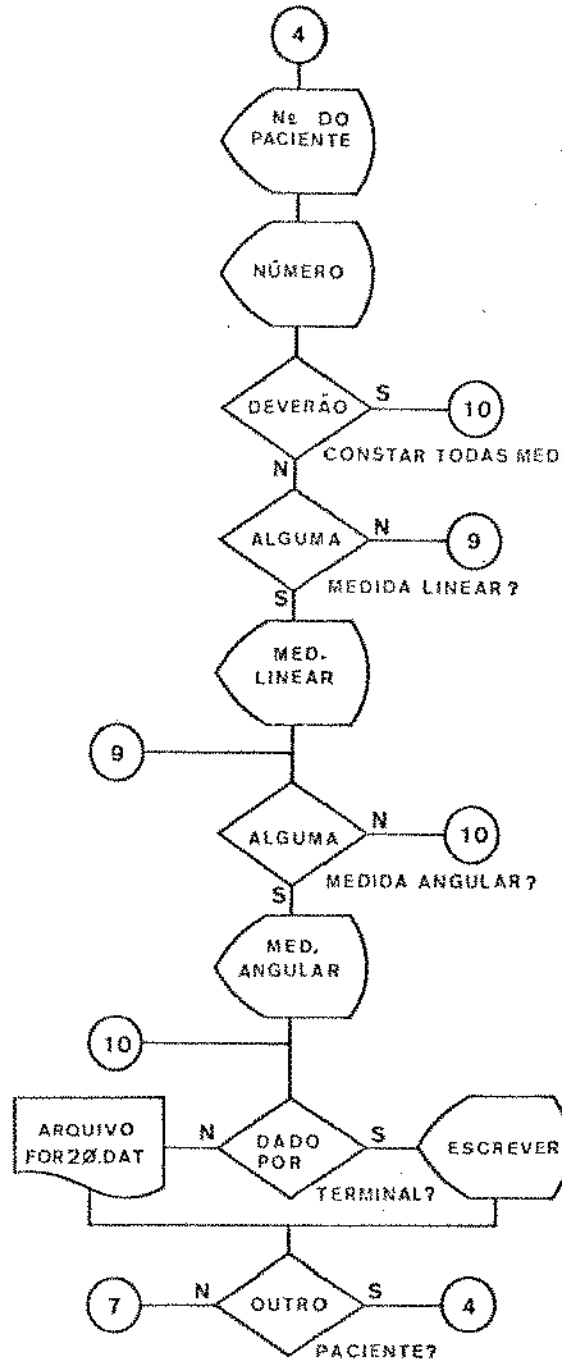 4
Nº DO
PACIENTE
NÚMERO
DEVERÃO
S
10
CONSTAR TODAS MED
N
ALGUMA
N
9
MEDIDA LINEAR?
S
MED.
LINEAR
9
ALGUMA
N
10
MEDIDA ANGULAR?
S
MED.
ANGULAR
10
ARQUIVO
FOR2Ø.DAT
N
DADO
POR
S
ESCREVER
TERMINAL?
7
N
OUTRO
S
4
PACIENTE?